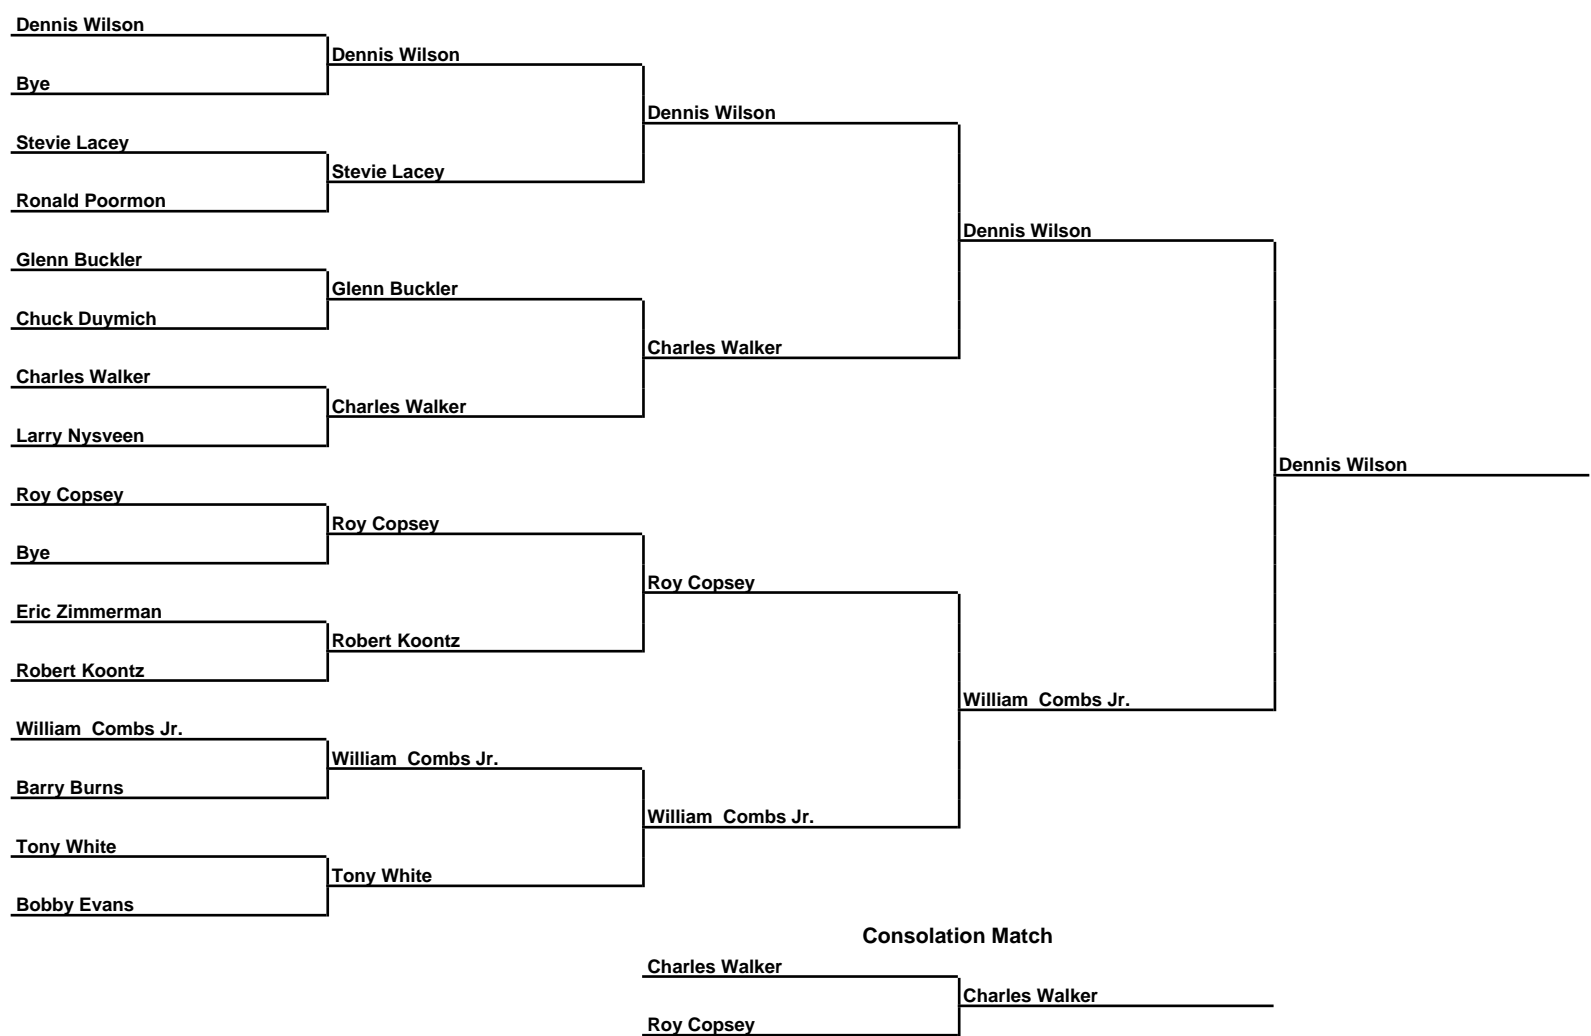 Dennis Wilson
Bye
Stevie Lacey
Ronald Poormon
Glenn Buckler
Chuck Duymich
Charles Walker
Larry Nysveen
Roy Copsey
Bye
Eric Zimmerman
Robert Koontz
William  Combs Jr.
Barry Burns
Tony White
Bobby Evans
Dennis Wilson
Stevie Lacey
Glenn Buckler
Charles Walker
Roy Copsey
Robert Koontz
William  Combs Jr.
Tony White
Dennis Wilson
Charles Walker
Roy Copsey
William  Combs Jr.
Dennis Wilson
William  Combs Jr.
Dennis Wilson
Consolation Match
Charles Walker
Roy Copsey
Charles Walker